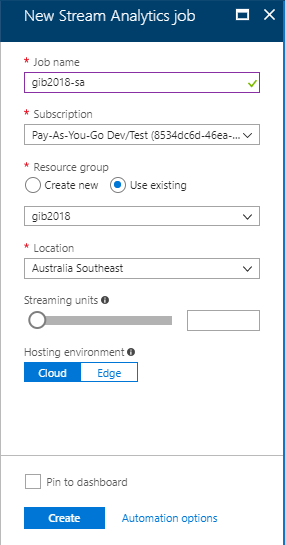 New Stream Analytics job
* Job name
gib2018-sa
* Subscription
Pay-As-You-Go Dev/Test (8534dc6d-46ea-...
* Resource group
Create new Use existing
gib2018
* Location
Australia Southeast
Streaming units
Hosting environment
Cloud Edge
Pin to dashboard
Create Automation options